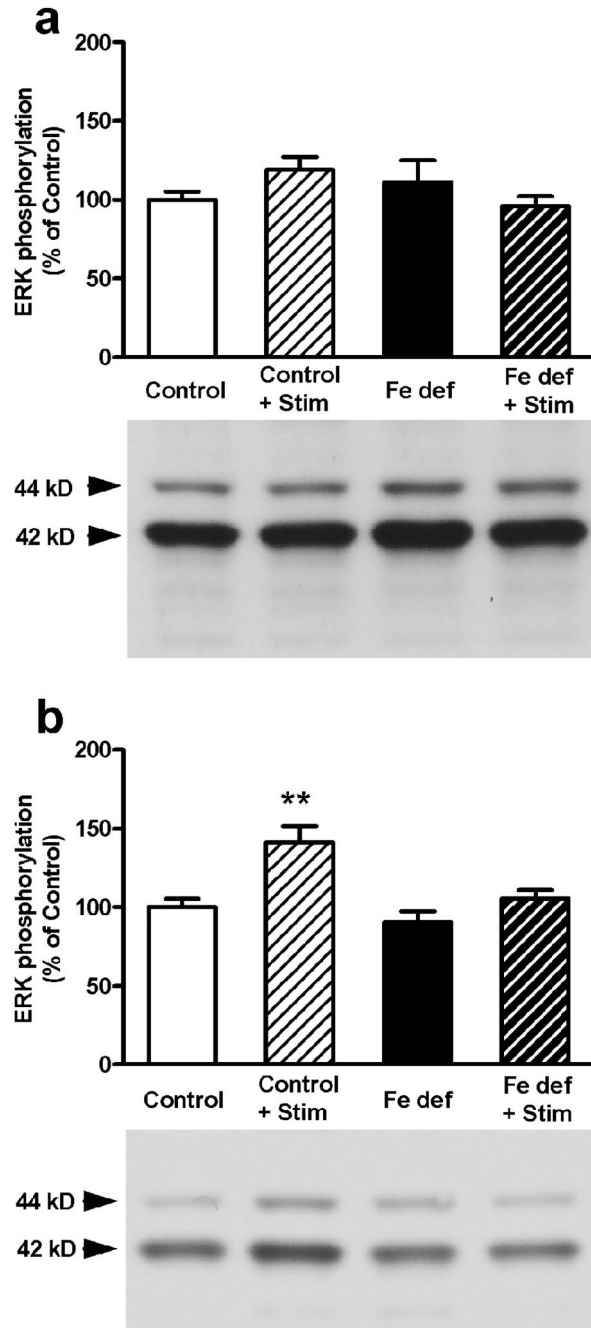 a
200
150
100
50
0
ERK phosphorylation
(% of Control)
Control
Control
+ Stim
Fe def
Fe def
+ Stim
44 kD
42 kD
b
200
150
100
50
0
ERK phosphorylation
(% of Control)
**
Control
Control
+ Stim
Fe def
Fe def
+ Stim
44 kD
42 kD